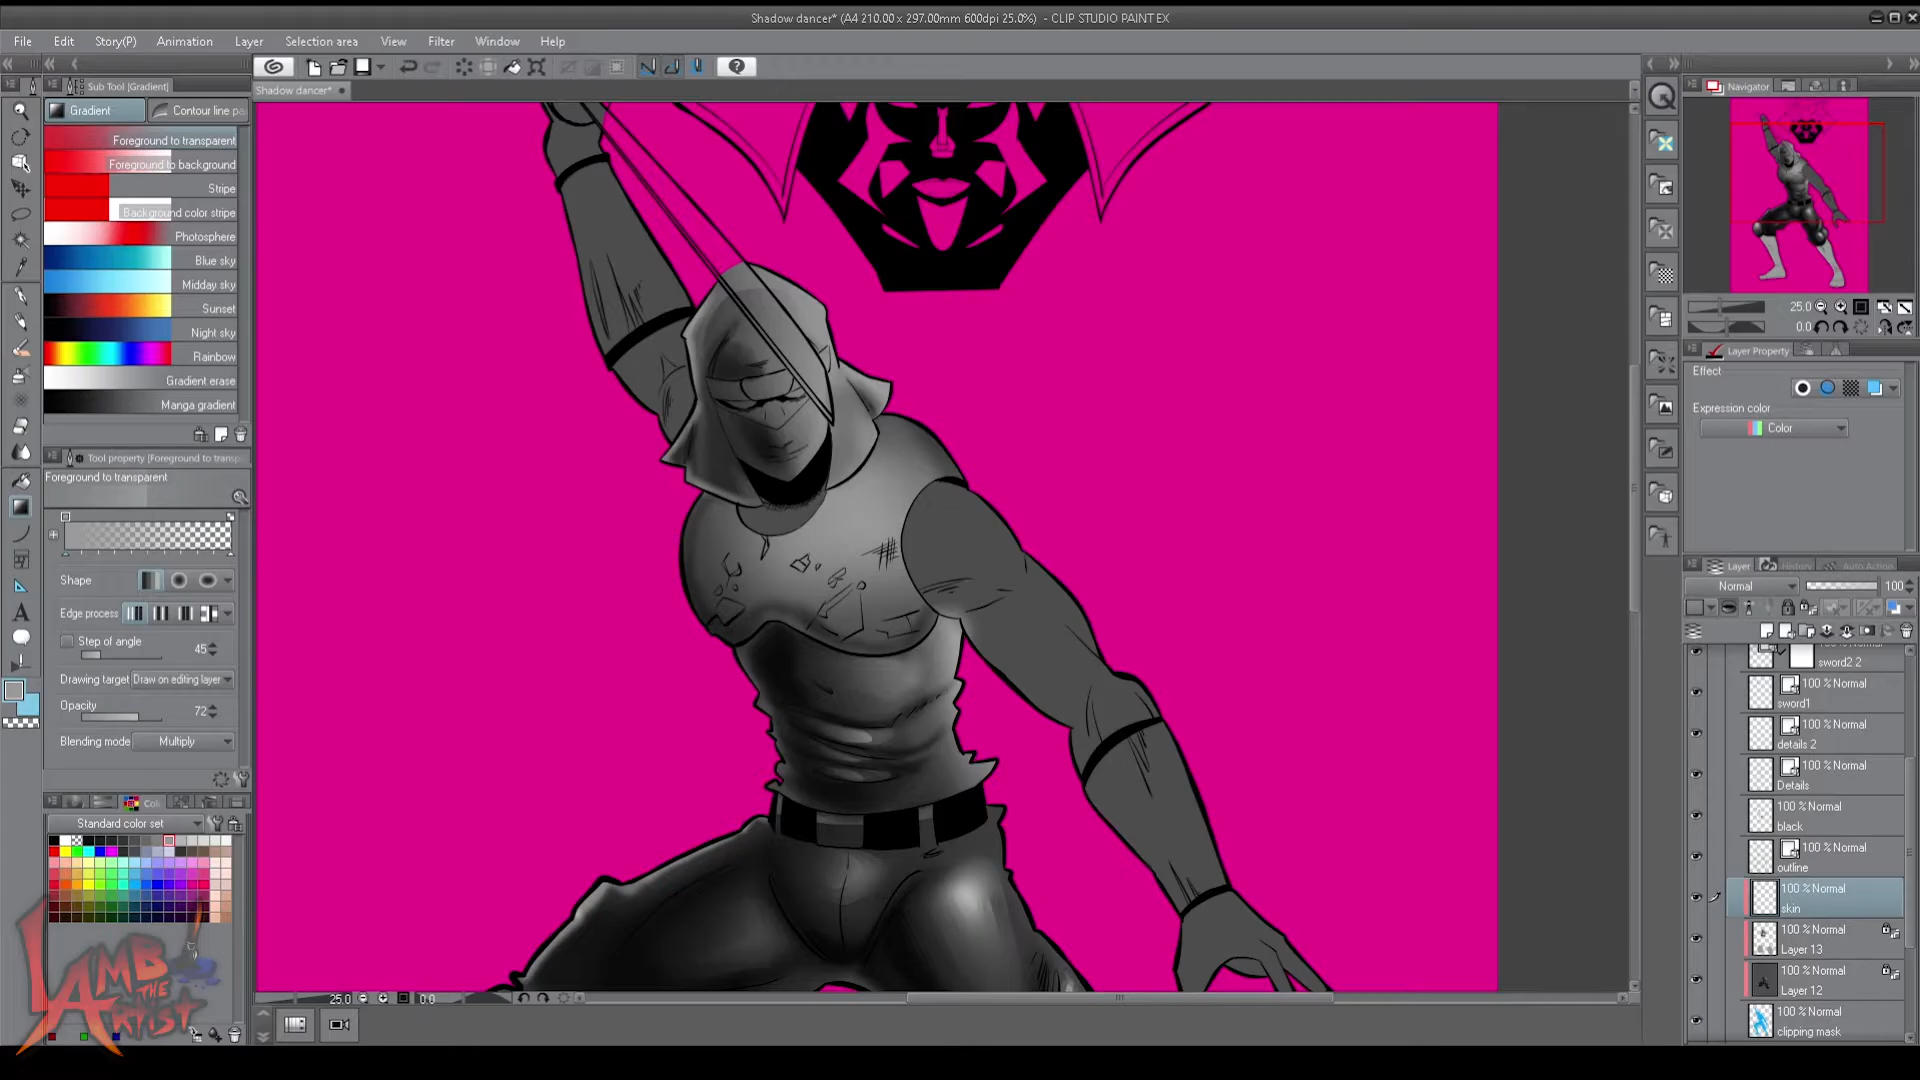 Shadow dancer* (A4 210.00 x 297.00mm 600dpi 25.0%) - CLIP STUDIO PAINT EX
File Edit Story(P) Animation Layer Selection area View Filter Window Help
Sub Tool [Gradient]
Shadow dancer*
Navigator
Gradient
Contour line pa
Foreground to transparent
Foreground to background
Stripe
Background color stripe
Photosphere
Blue sky
Midday sky
Sunset
Night sky
Rainbow
Gradient erase
Manga gradient
Tool property [Foreground to transp
Foreground to transparent
Shape
Edge process
Step of angle 45
Drawing target Draw on editing layer
Opacity 72
Blending mode Multiply
Col
Standard color set
LAMB
THE
ARTIST
25.0 0.0
25.0
0.0
Layer Property
Effect
Expression color
Color
Layer History Auto Action
Normal 100
sword2 2
100 % Normal
sword1
100 % Normal
details 2
100 % Normal
Details
100 % Normal
black
100 % Normal
outline
100 % Normal
skin
100 % Normal
Layer 13
100 % Normal
Layer 12
100 % Normal
clipping mask